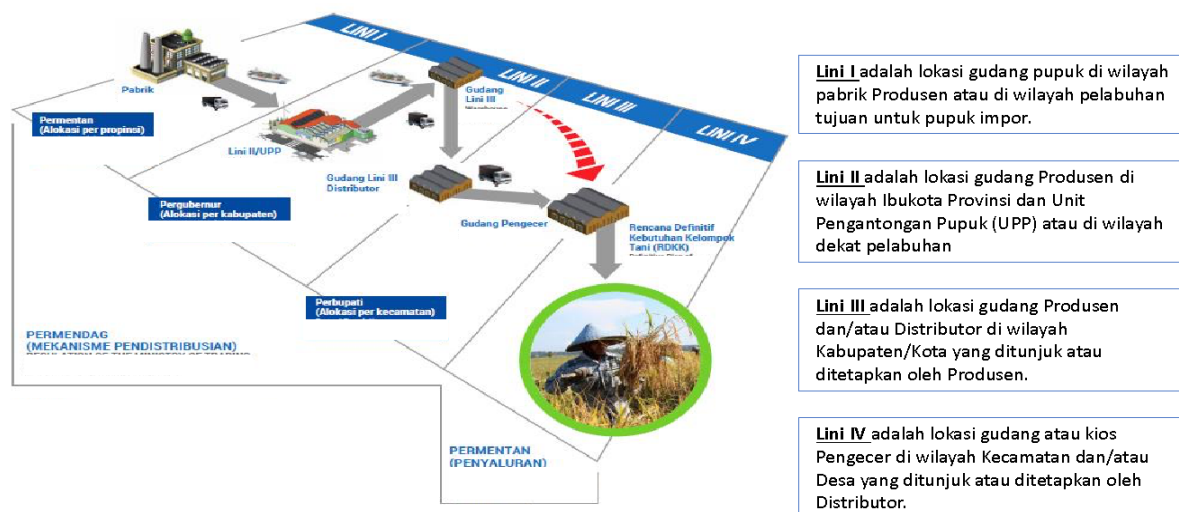 LINI I
LINI II
LINI III
LINI IV
Pabrik
Permentan
(Alokasi per propinsi)
Lini II/UPP
Gudang
Lini III
Pergubernur
(Alokasi per kabupaten)
Gudang Lini III
Distributor
Gudang Pengecer
Rencana Definitif
Kebutuhan Kelompok
Tani (RDKK)
Perbupati
(Alokasi per kecamatan)
PERMENDAG
(MEKANISME PENDISTRIBUSIAN)
PERMENTAN
(PENYALURAN)
Lini I adalah lokasi gudang pupuk di wilayah
pabrik Produsen atau di wilayah pelabuhan
tujuan untuk pupuk impor.
Lini II adalah lokasi gudang Produsen di
wilayah Ibukota Provinsi dan Unit
Pengantongan Pupuk (UPP) atau di wilayah
dekat pelabuhan
Lini III adalah lokasi gudang Produsen
dan/atau Distributor di wilayah
Kabupaten/Kota yang ditunjuk atau
ditetapkan oleh Produsen.
Lini IV adalah lokasi gudang atau kios
Pengecer di wilayah Kecamatan dan/atau
Desa yang ditunjuk atau ditetapkan oleh
Distributor.